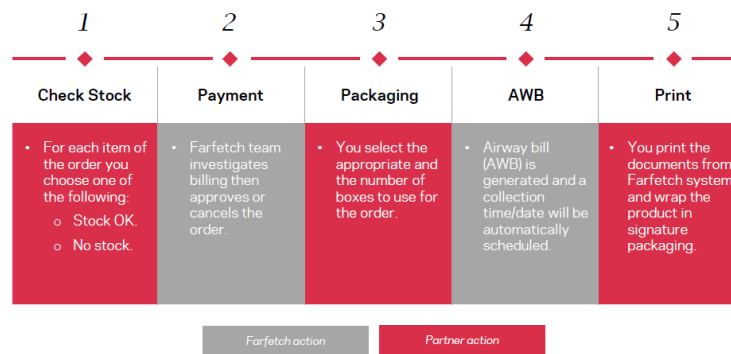 1
2
3
4
5
Check Stock
Payment
Packaging
AWB
Print
• For each item of
the order you
choose one of
the following:
o Stock OK.
o No stock.
• Farfetch team
investigates
billing then
approves or
cancels the
order.
• You select the
appropriate and
the number of
boxes to use for
the order.
• Airway bill
(AWB) is
generated and a
collection
time/date will be
automatically
scheduled.
• You print the
documents from
Farfetch system
and wrap the
product in
signature
packaging.
Farfetch action
Partner action